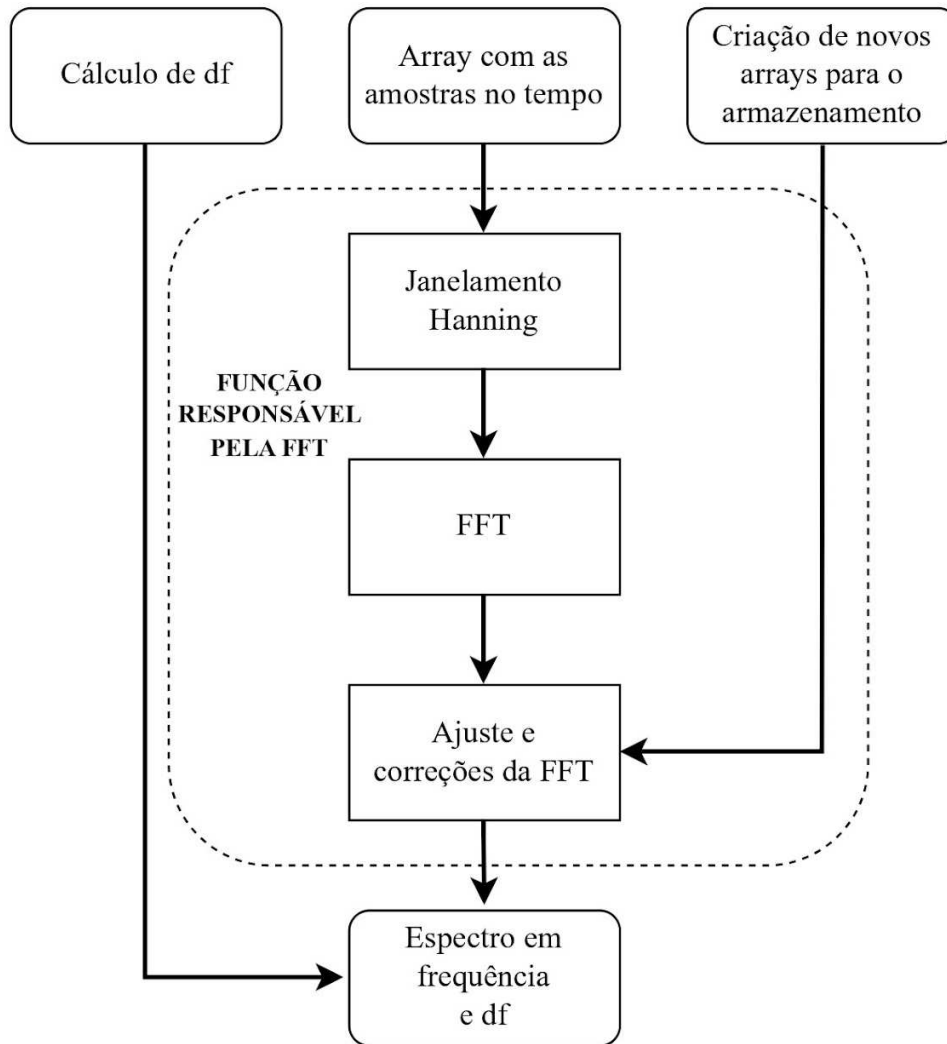 Cálculo de df
Array com as
amostras no tempo
Criação de novos
arrays para o
armazenamento
Janelamento
Hanning
FUNÇÃO
RESPONSÁVEL
PELA FFT
FFT
Ajuste e
correções da FFT
Espectro em
frequência
e df